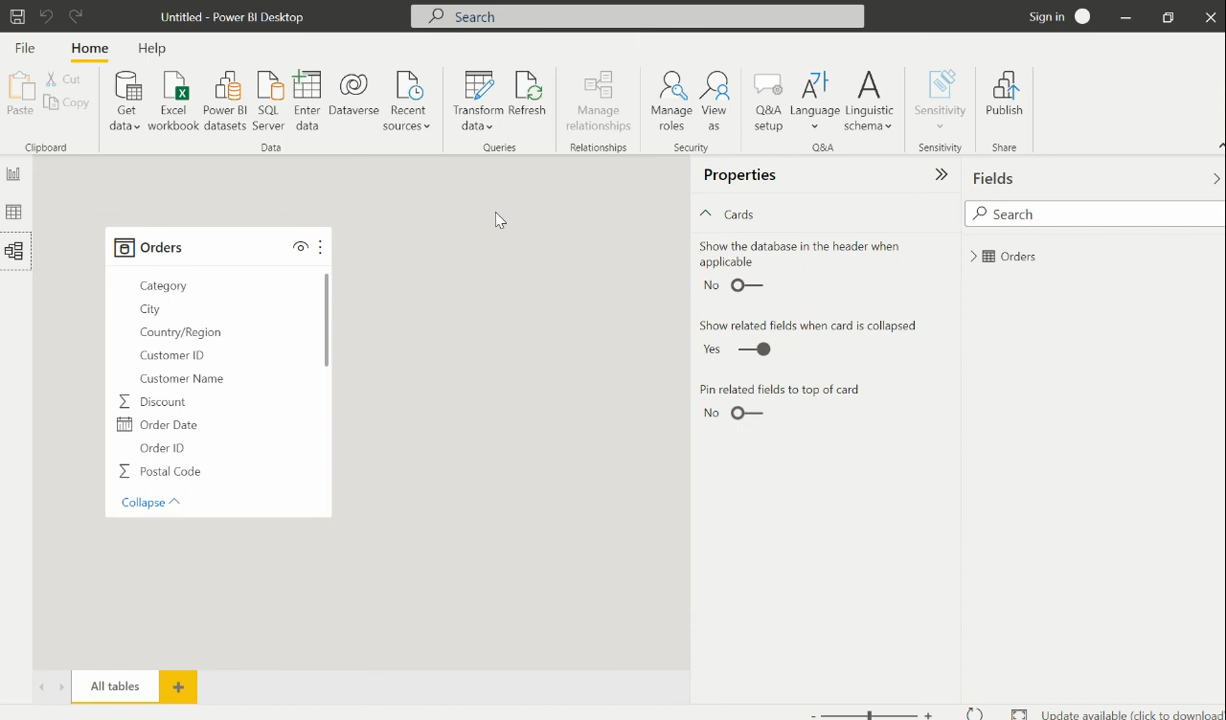 Untitled - Power BI Desktop
Search
Sign in
File
Home
Help
Paste
Cut
Copy
Clipboard
Get data
Excel workbook
Power BI datasets
SQL Server
Enter data
Dataverse
Recent sources
Data
Transform data
Refresh
Queries
Manage relationships
Relationships
Manage roles
View as
Security
Q&A setup
Language
Linguistic schema
Q&A
Sensitivity
Sensitivity
Publish
Share
Orders
Category
City
Country/Region
Customer ID
Customer Name
Discount
Order Date
Order ID
Postal Code
Collapse
Properties
Cards
Show the database in the header when
applicable
No
Show related fields when card is collapsed
Yes
Pin related fields to top of card
No
Fields
Search
Orders
All tables
- +
Update available (click to download